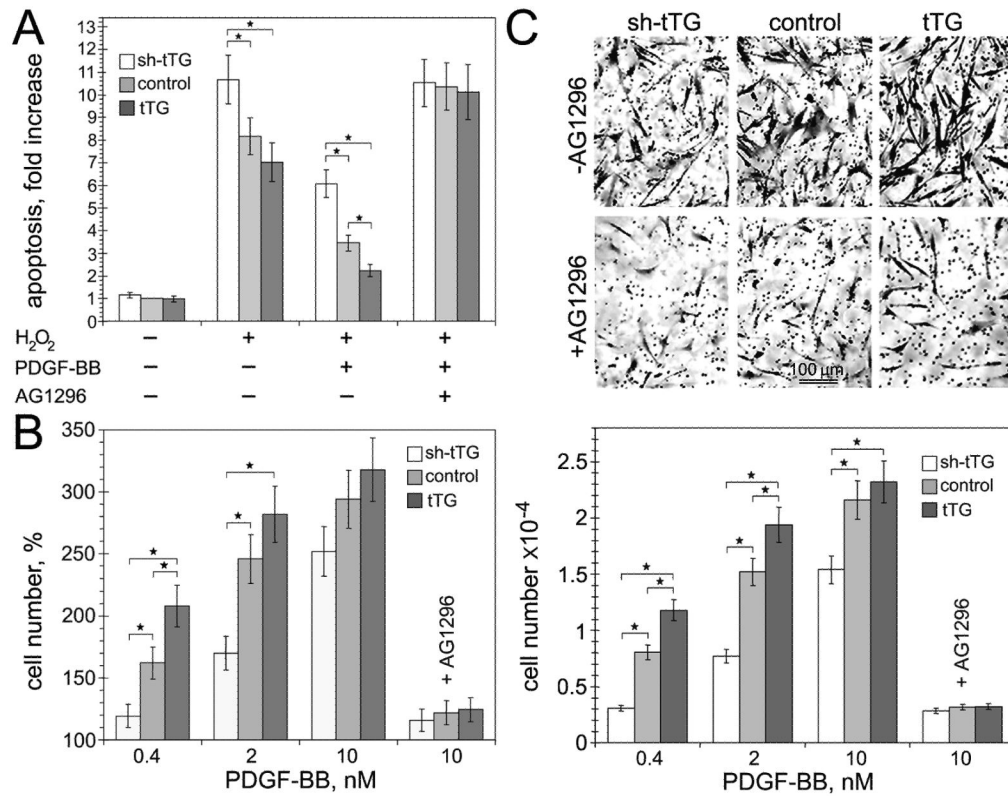 A
apoptosis, fold increase
13
12
11
10
9
8
7
6
5
4
3
2
1
0
sh-tTG
control
tTG
H₂O₂ – + + +
PDGF-BB – – + +
AG1296 – – – +
B
cell number, %
350
300
250
200
150
100
sh-tTG
control
tTG
+ AG1296
0.4 2 10 10
PDGF-BB, nM
C
sh-tTG control tTG
-AG1296
+AG1296
100 µm
cell number x10⁻⁴
2.5
2
1.5
1
0.5
0
sh-tTG
control
tTG
+ AG1296
0.4 2 10 10
PDGF-BB, nM